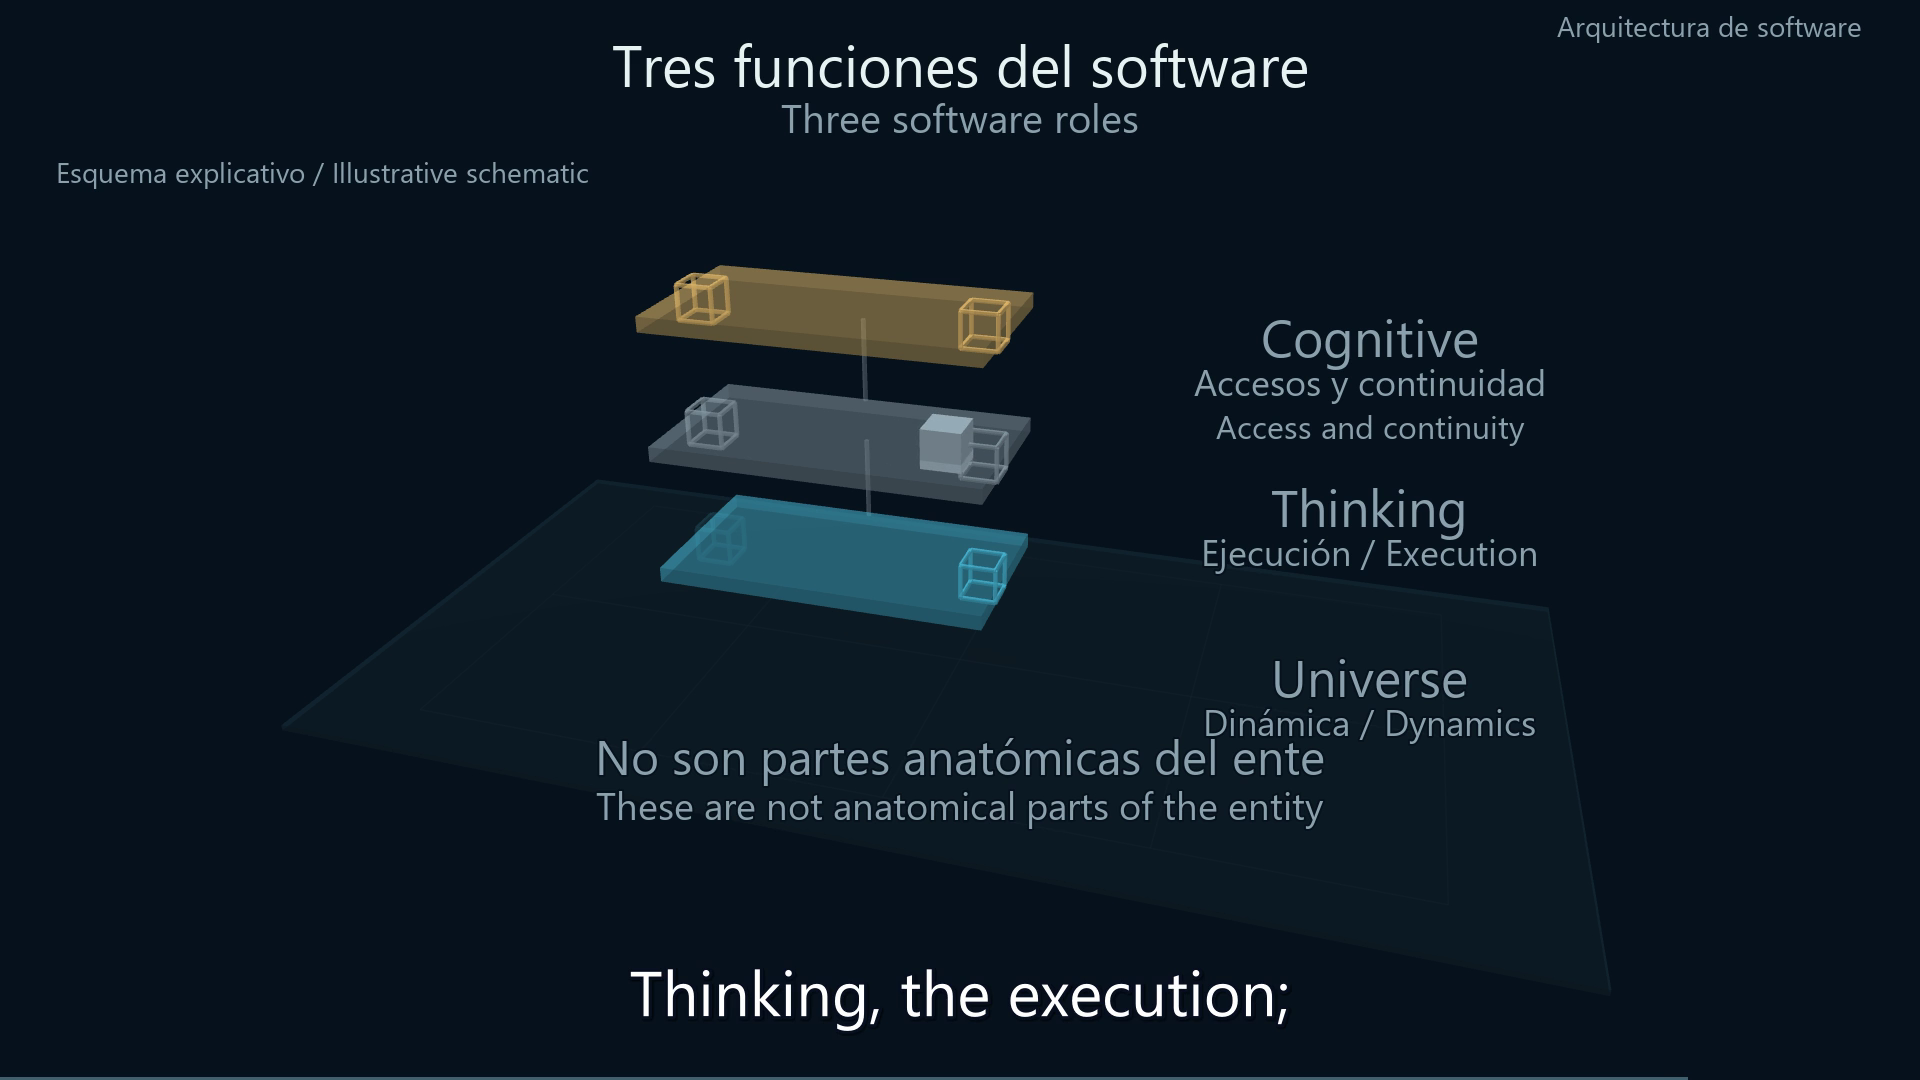 Arquitectura de software
Tres funciones del software
Three software roles
Esquema explicativo / Illustrative schematic
Cognitive
Accesos y continuidad
Access and continuity
Thinking
Ejecución / Execution
Universe
Dinámica / Dynamics
No son partes anatómicas del ente
These are not anatomical parts of the entity
Thinking, the execution;